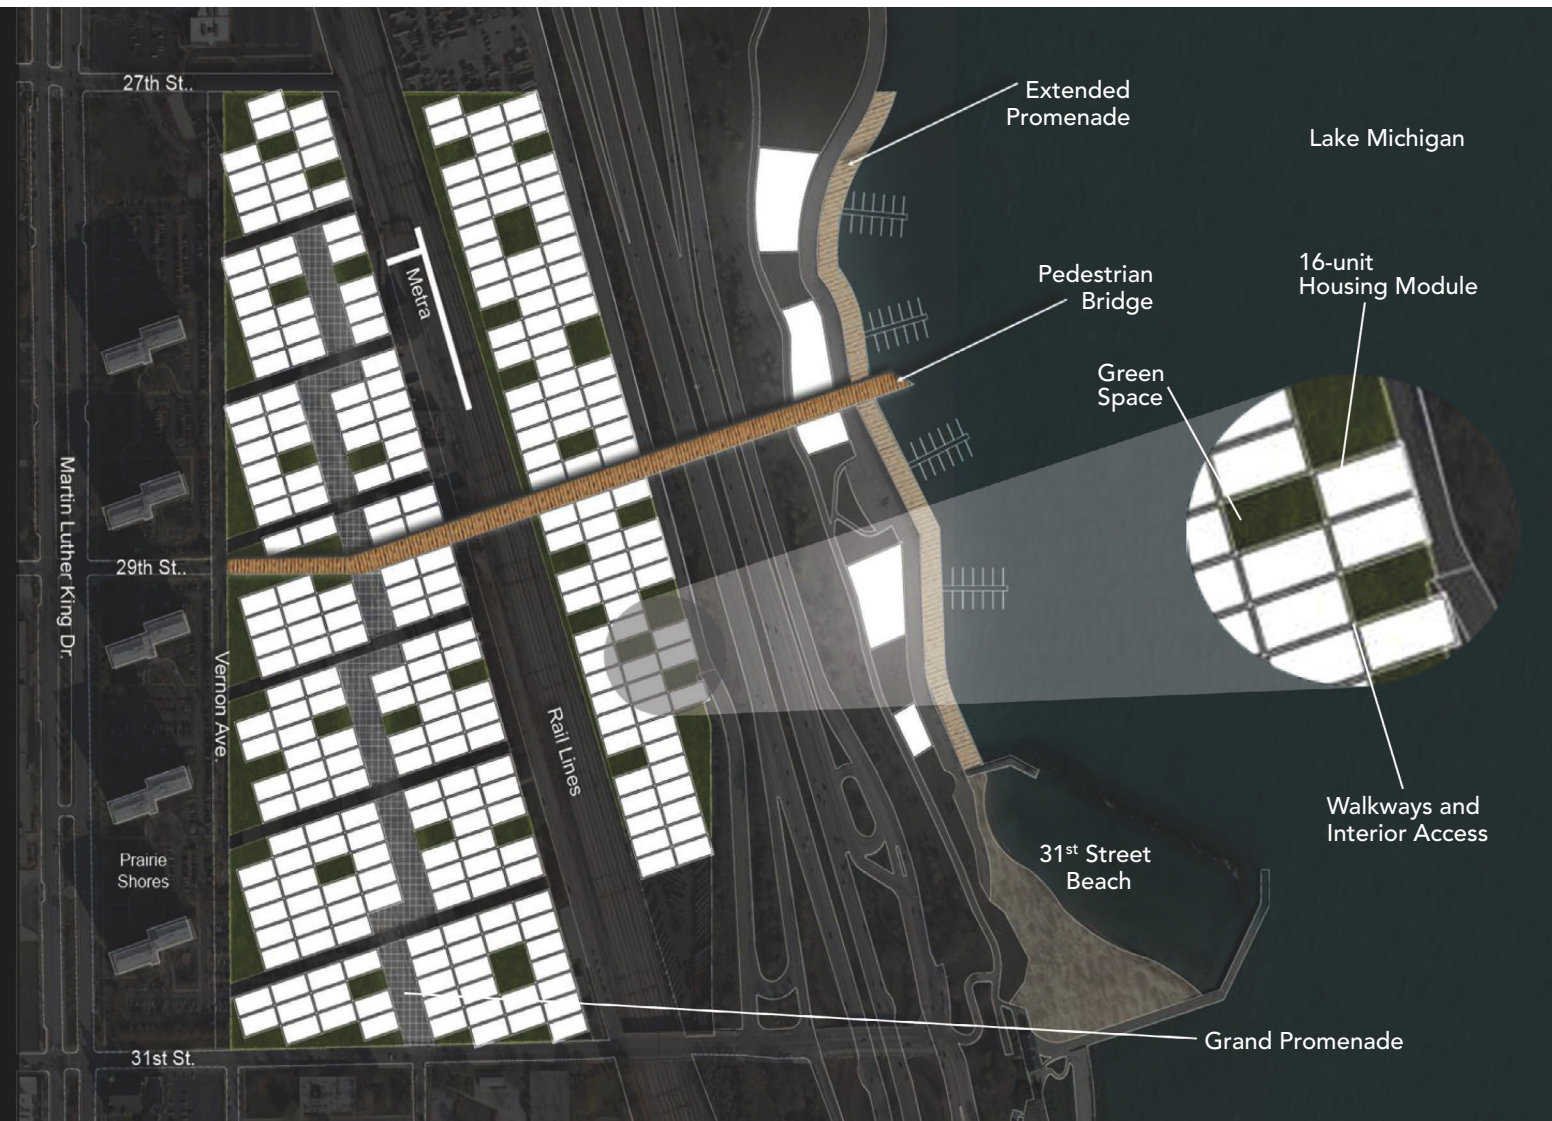 27th St..
Extended
Promenade
Lake Michigan
Metra
Pedestrian
Bridge
16-unit
Housing Module
Green
Space
Martin Luther King Dr.
29th St..
Vernon Ave.
Rail Lines
Walkways and
Interior Access
Prairie
Shores
31st Street
Beach
Grand Promenade
31st St.